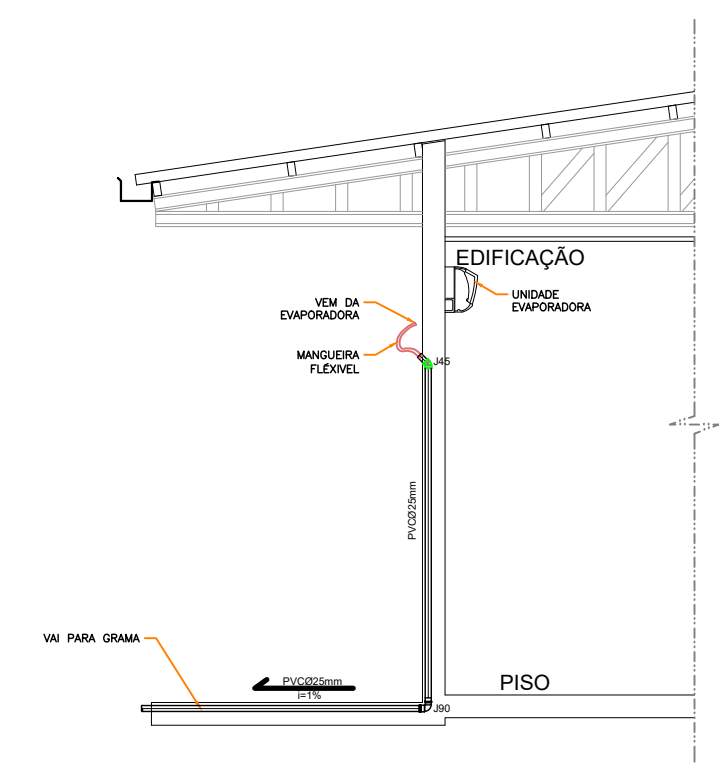 EDIFICAÇÃO
UNIDADE
EVAPORADORA
VEM DA
EVAPORADORA
MANGUEIRA
FLÉXIVEL
J45
PVCØ25mm
VAI PARA GRAMA
PVCØ25mm
i=1%
PISO
J90